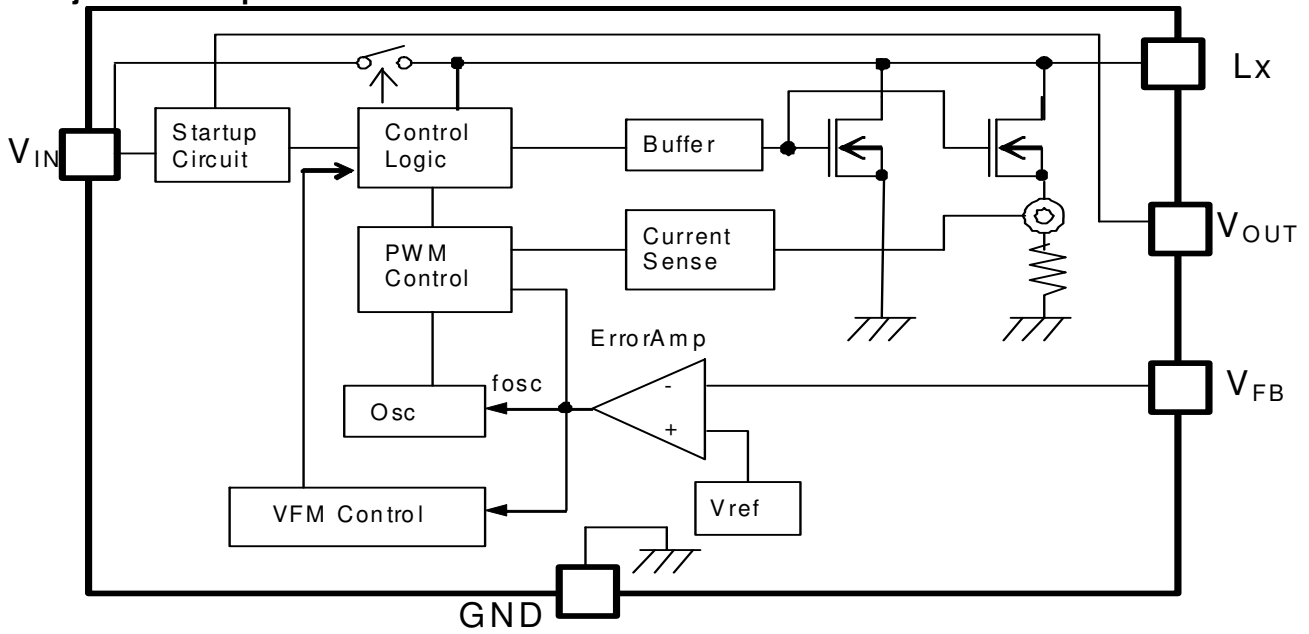 Lx
Startup
Circuit
Control
Logic
Buffer
VIN
PWM
Control
Current
Sense
VOUT
ErrorAmp
fosc
-
+
Osc
VFB
VFM Control
Vref
GND